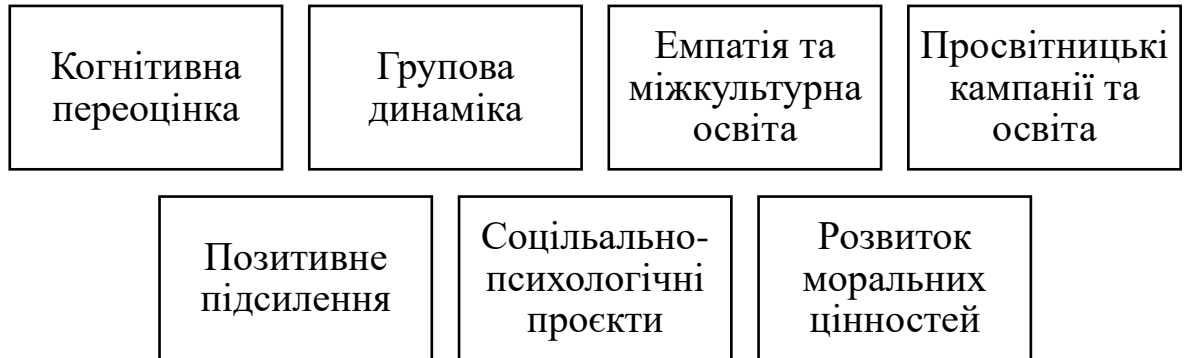 Когнітивна
переоцінка
Групова
динаміка
Емпатія та
міжкультурна
освіта
Просвітницькі
кампанії та
освіта
Позитивне
підсилення
Соцільально-
психологічні
проєкти
Розвиток
моральних
цінностей